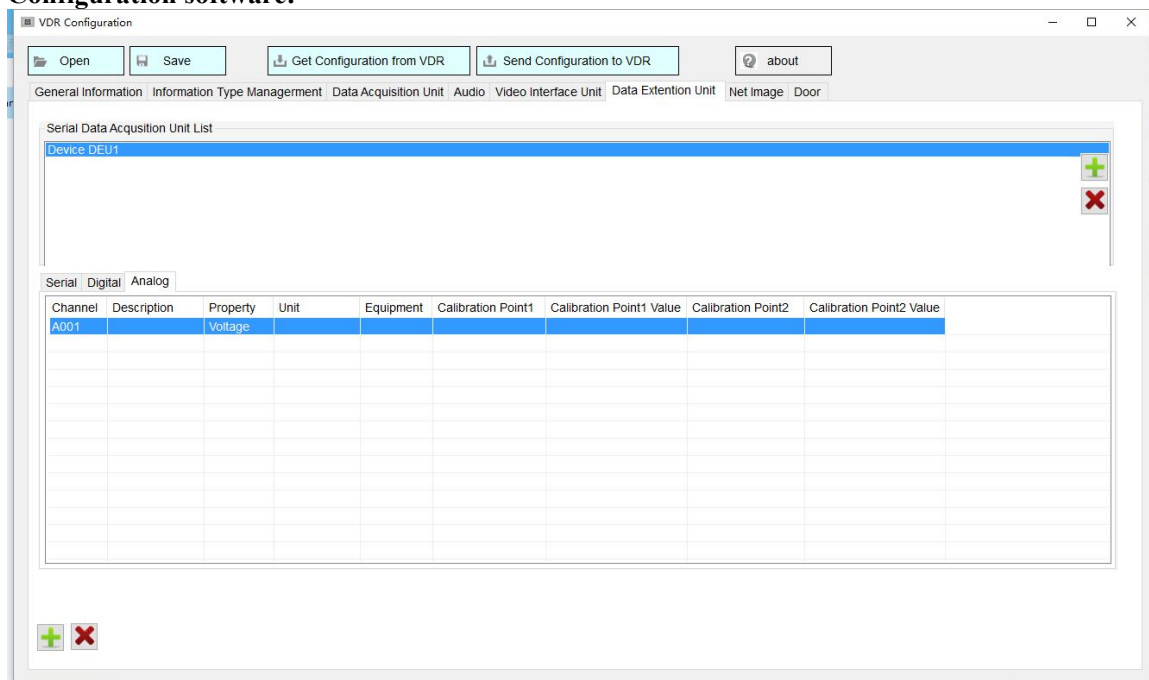 Configuration software:
VDR Configuration
Open Save Get Configuration from VDR Send Configuration to VDR about
General Information Information Type Managerment Data Acquisition Unit Audio Video Interface Unit Data Extention Unit Net Image Door
Serial Data Acqusition Unit List
Device DEU1
Serial Digital Analog
Channel Description Property Unit Equipment Calibration Point1 Calibration Point1 Value Calibration Point2 Calibration Point2 Value
A001 Voltage